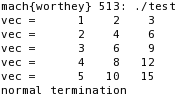 mach{worthey} 513: ./test
vec =      1    2    3
vec =      2    4    6
vec =      3    6    9
vec =      4    8   12
vec =      5   10   15
normal termination